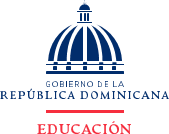 GOBIERNO DE LA
REPÚBLICA DOMINICANA
EDUCACIÓN